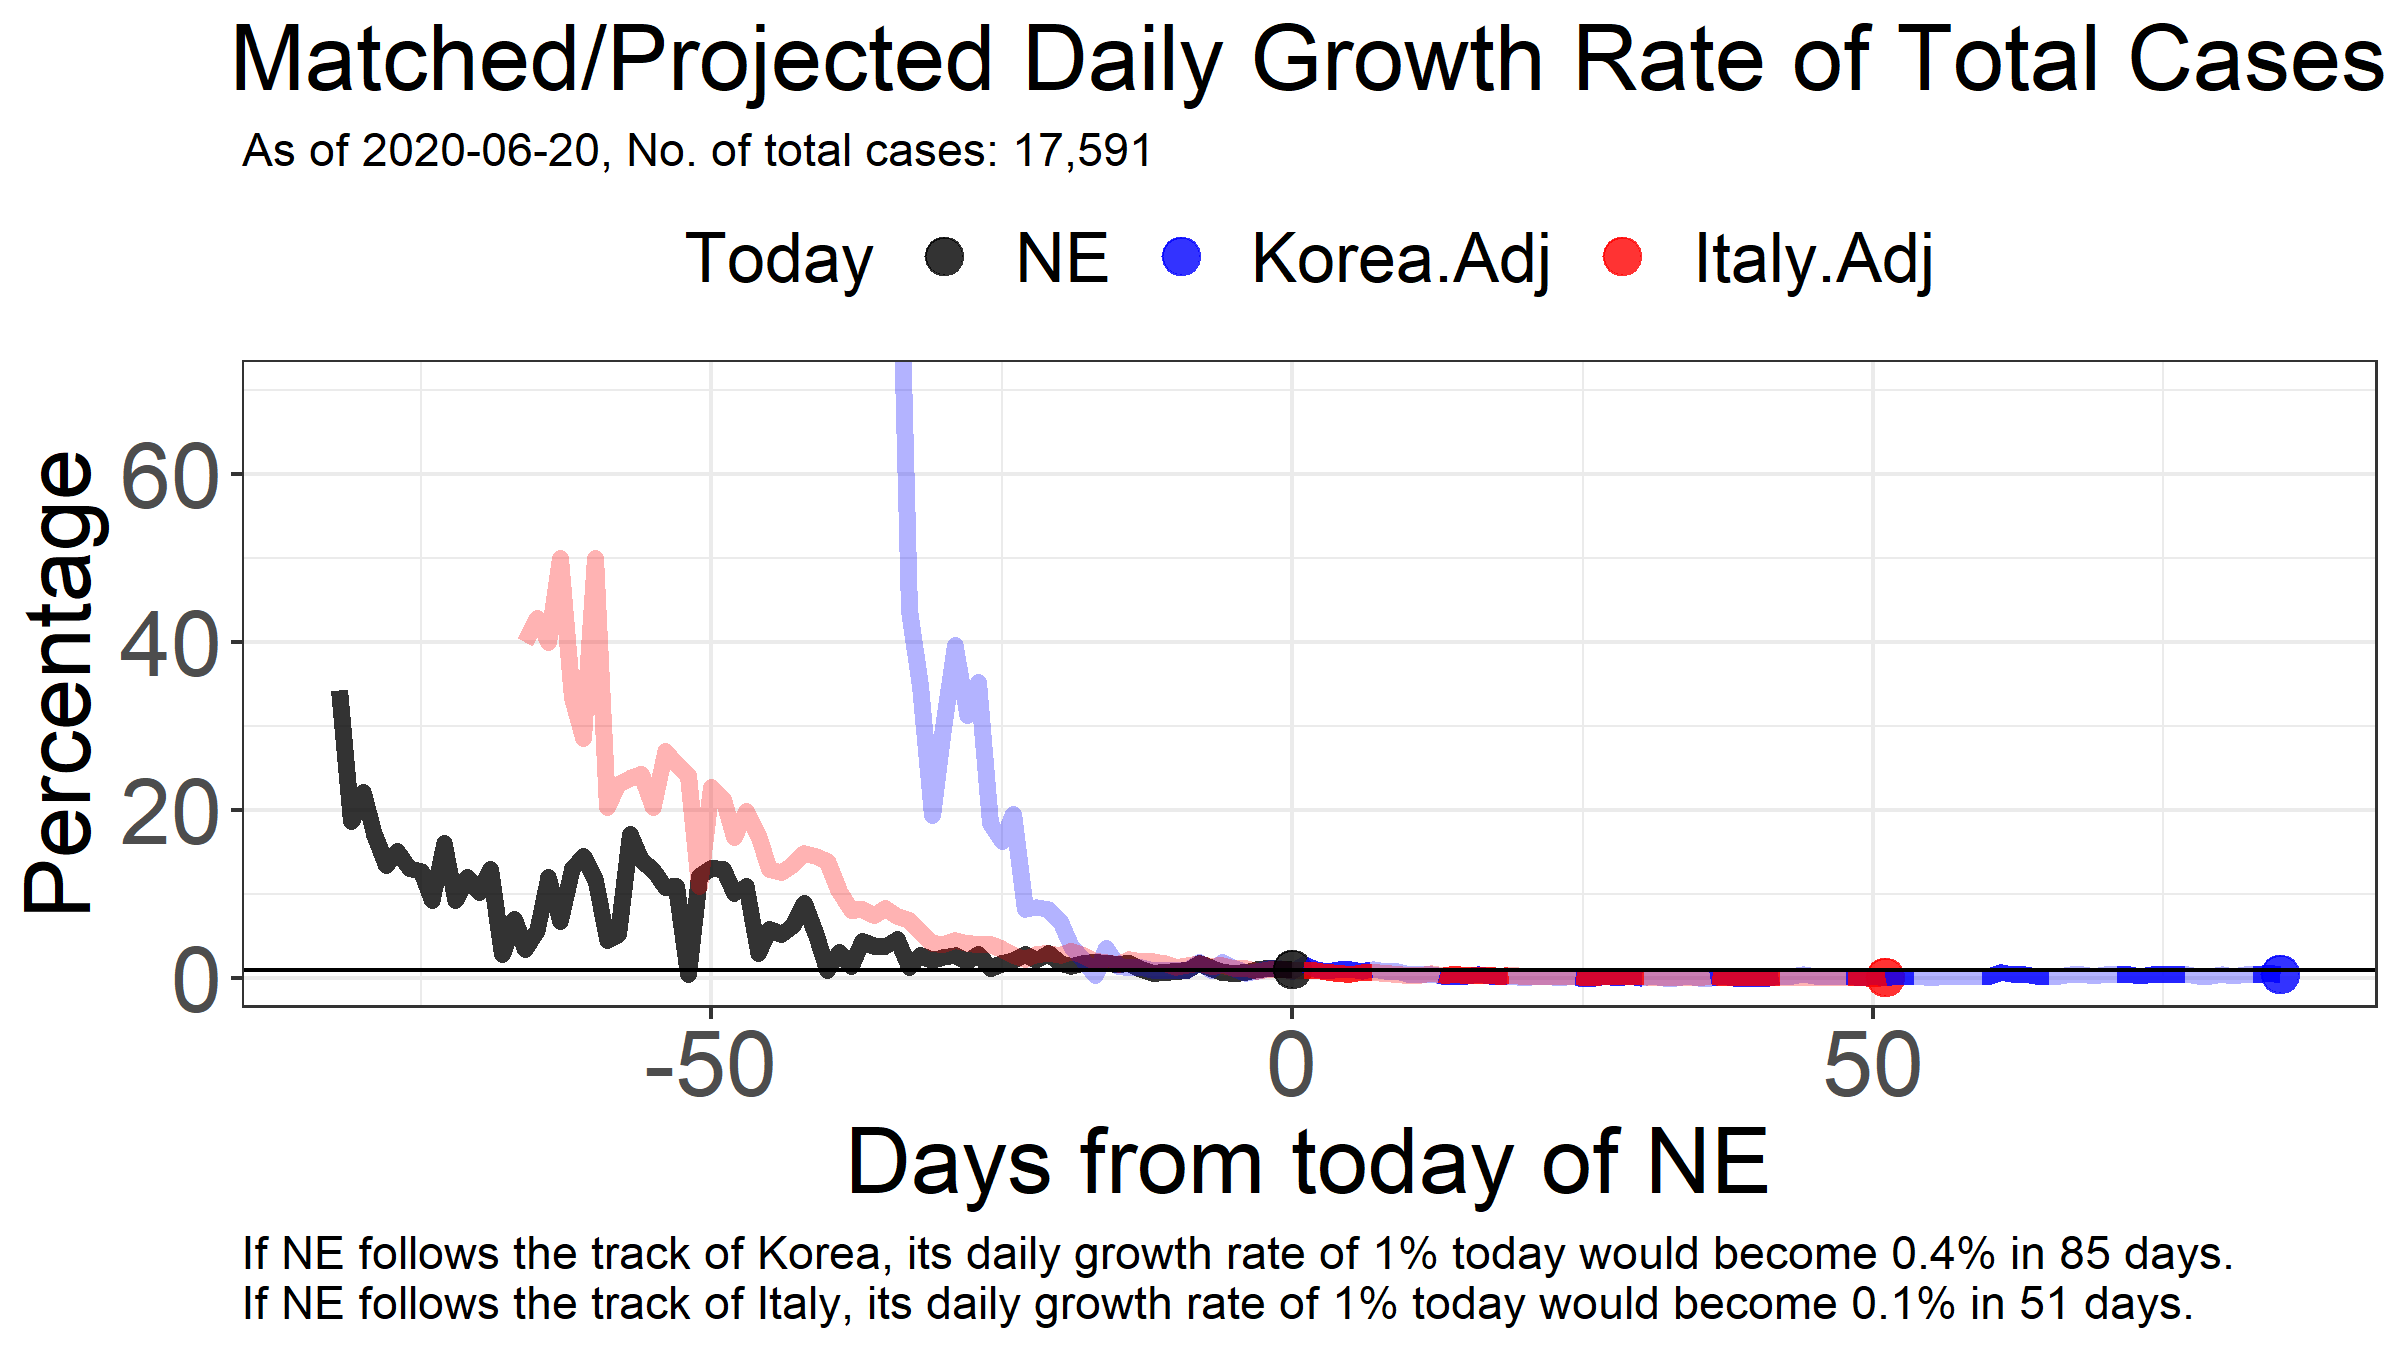 Matched/Projected Daily Growth Rate of Total Cases
As of 2020-06-20, No. of total cases: 17,591
Today NE Korea.Adj Italy.Adj
Percentage
60
40
20
0
-50 0 50
Days from today of NE
If NE follows the track of Korea, its daily growth rate of 1% today would become 0.4% in 85 days.
If NE follows the track of Italy, its daily growth rate of 1% today would become 0.1% in 51 days.